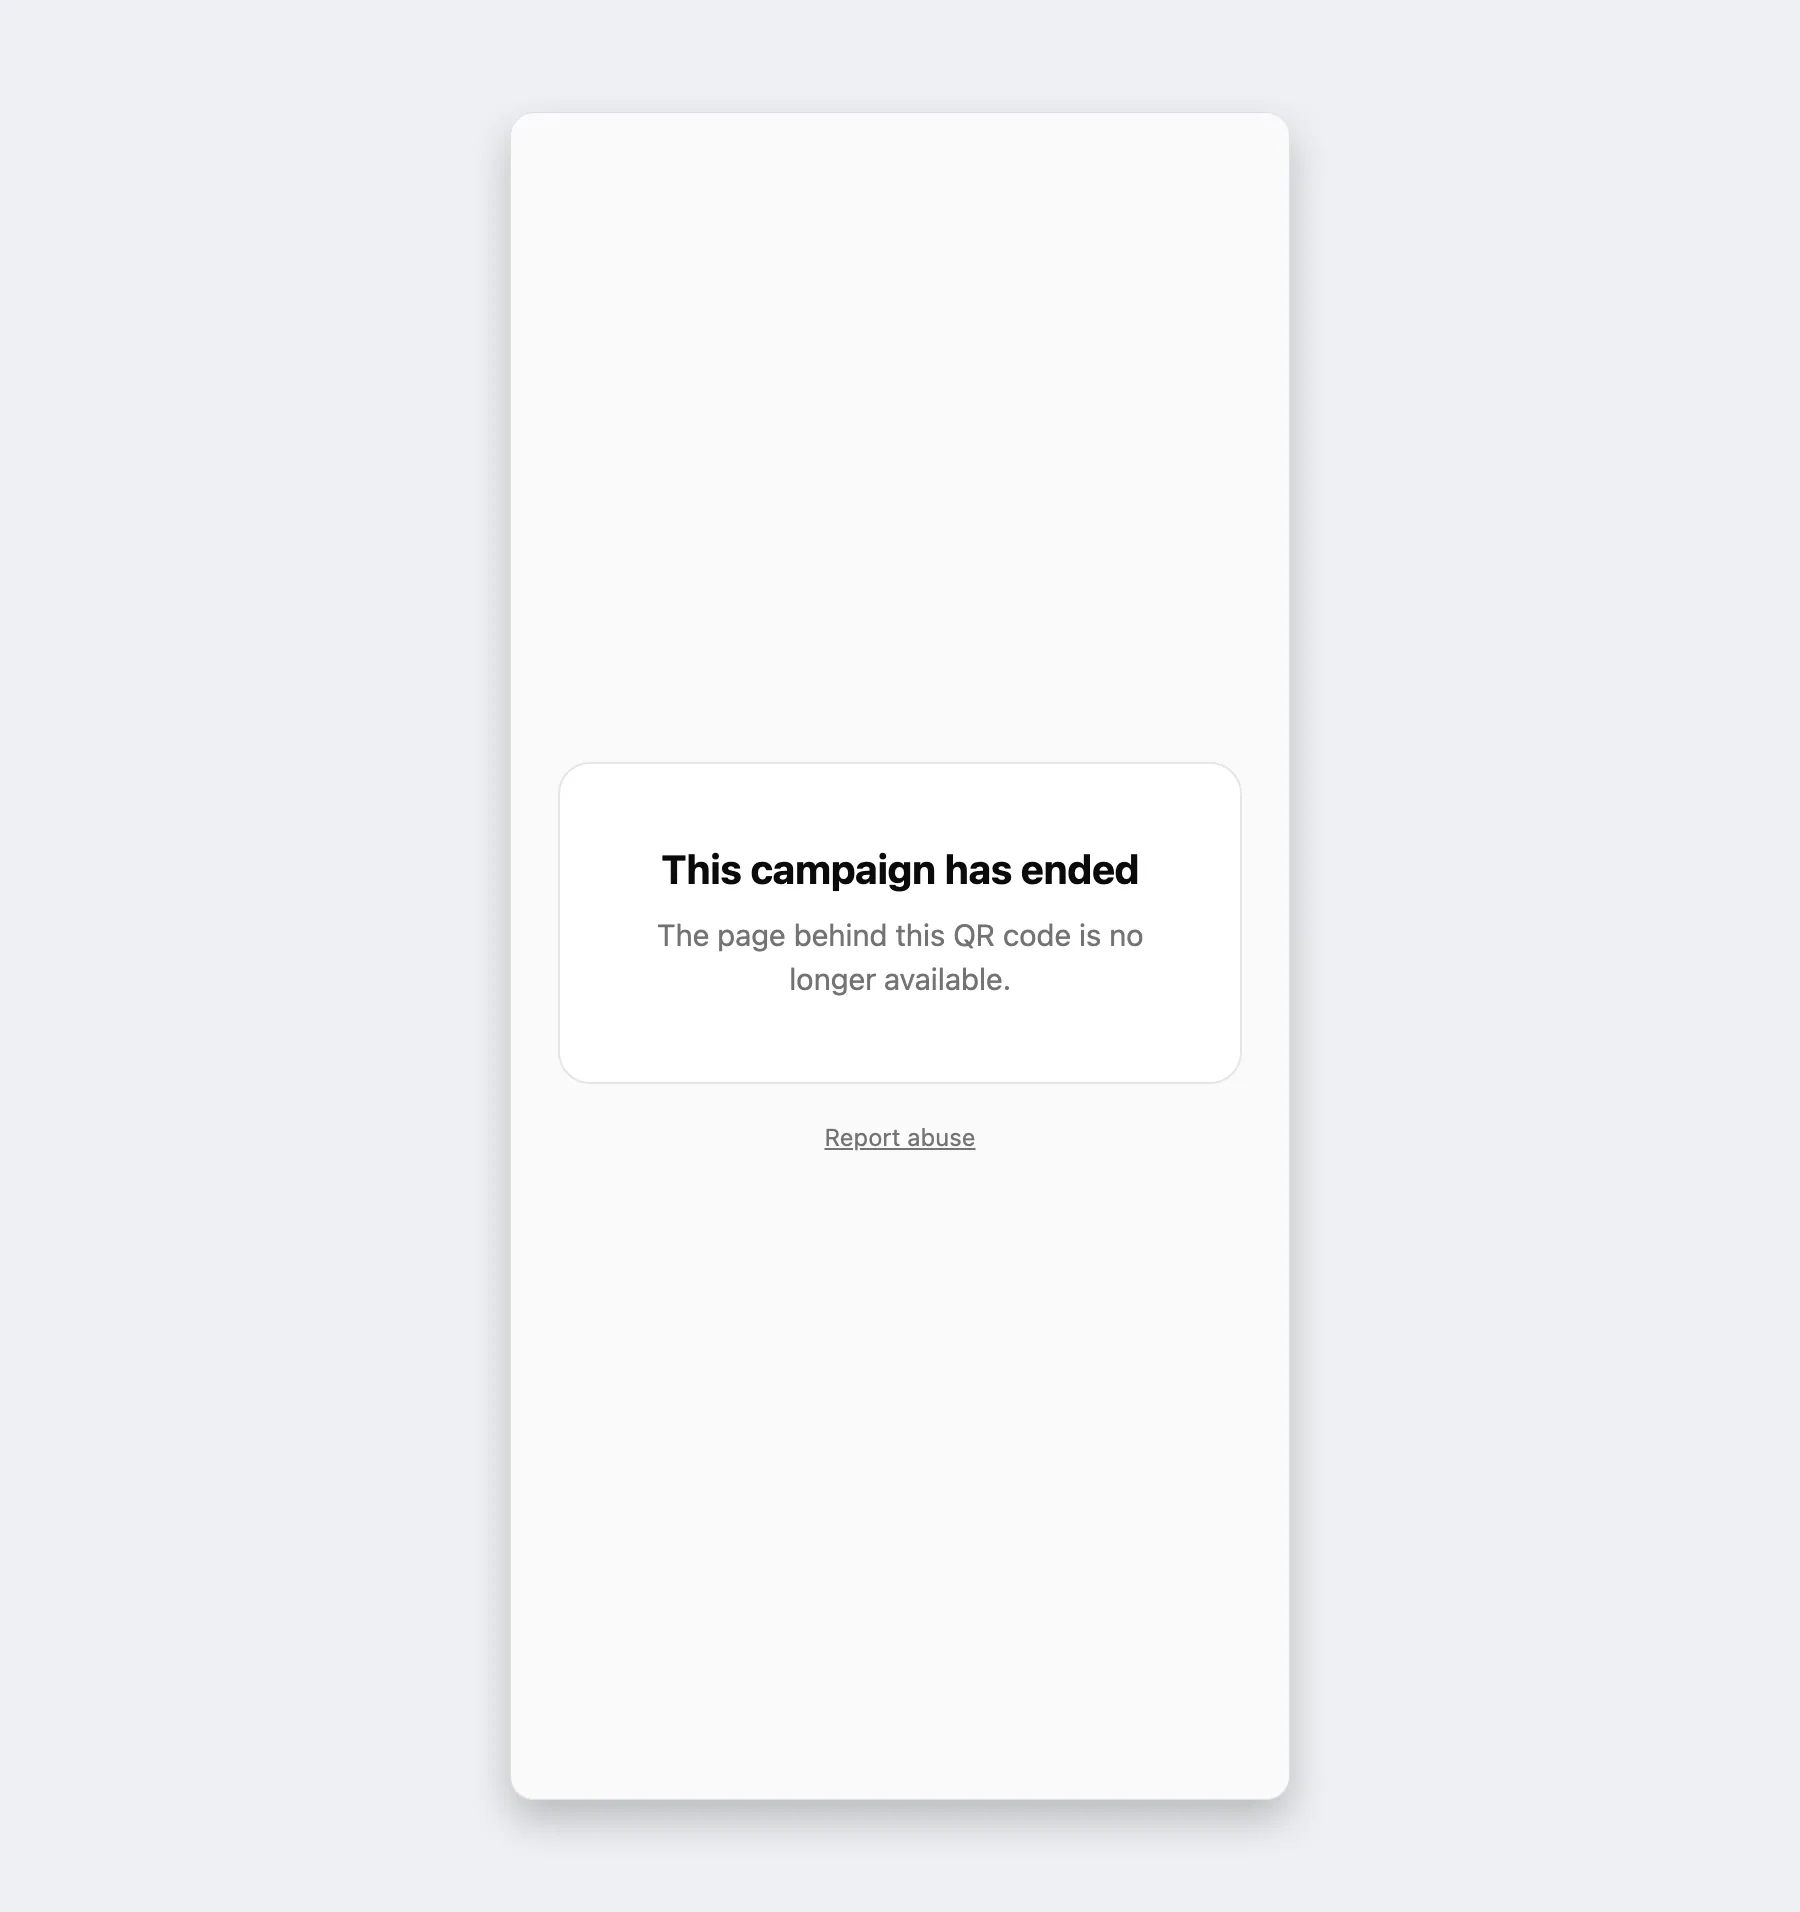 This campaign has ended
The page behind this QR code is no
longer available.
Report abuse